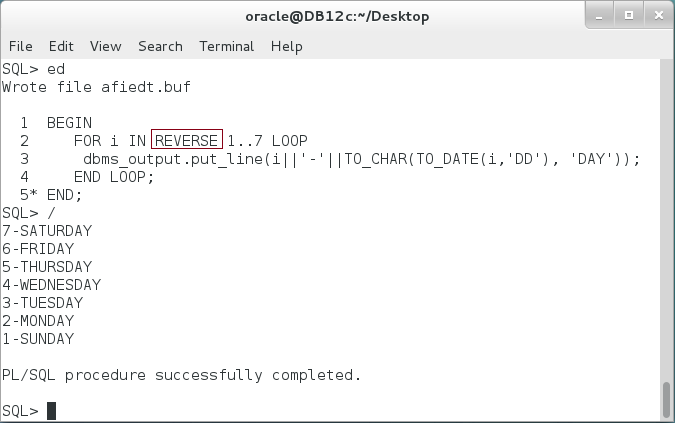 oracle@DB12c:~/Desktop
File Edit View Search Terminal Help
SQL> ed
Wrote file afiedt.buf
1 BEGIN
2 FOR i IN REVERSE 1..7 LOOP
3 dbms_output.put_line(i||'-'||TO_CHAR(TO_DATE(i,'DD'), 'DAY'));
4 END LOOP;
5* END;
SQL> /
7-SATURDAY
6-FRIDAY
5-THURSDAY
4-WEDNESDAY
3-TUESDAY
2-MONDAY
1-SUNDAY
PL/SQL procedure successfully completed.
SQL>